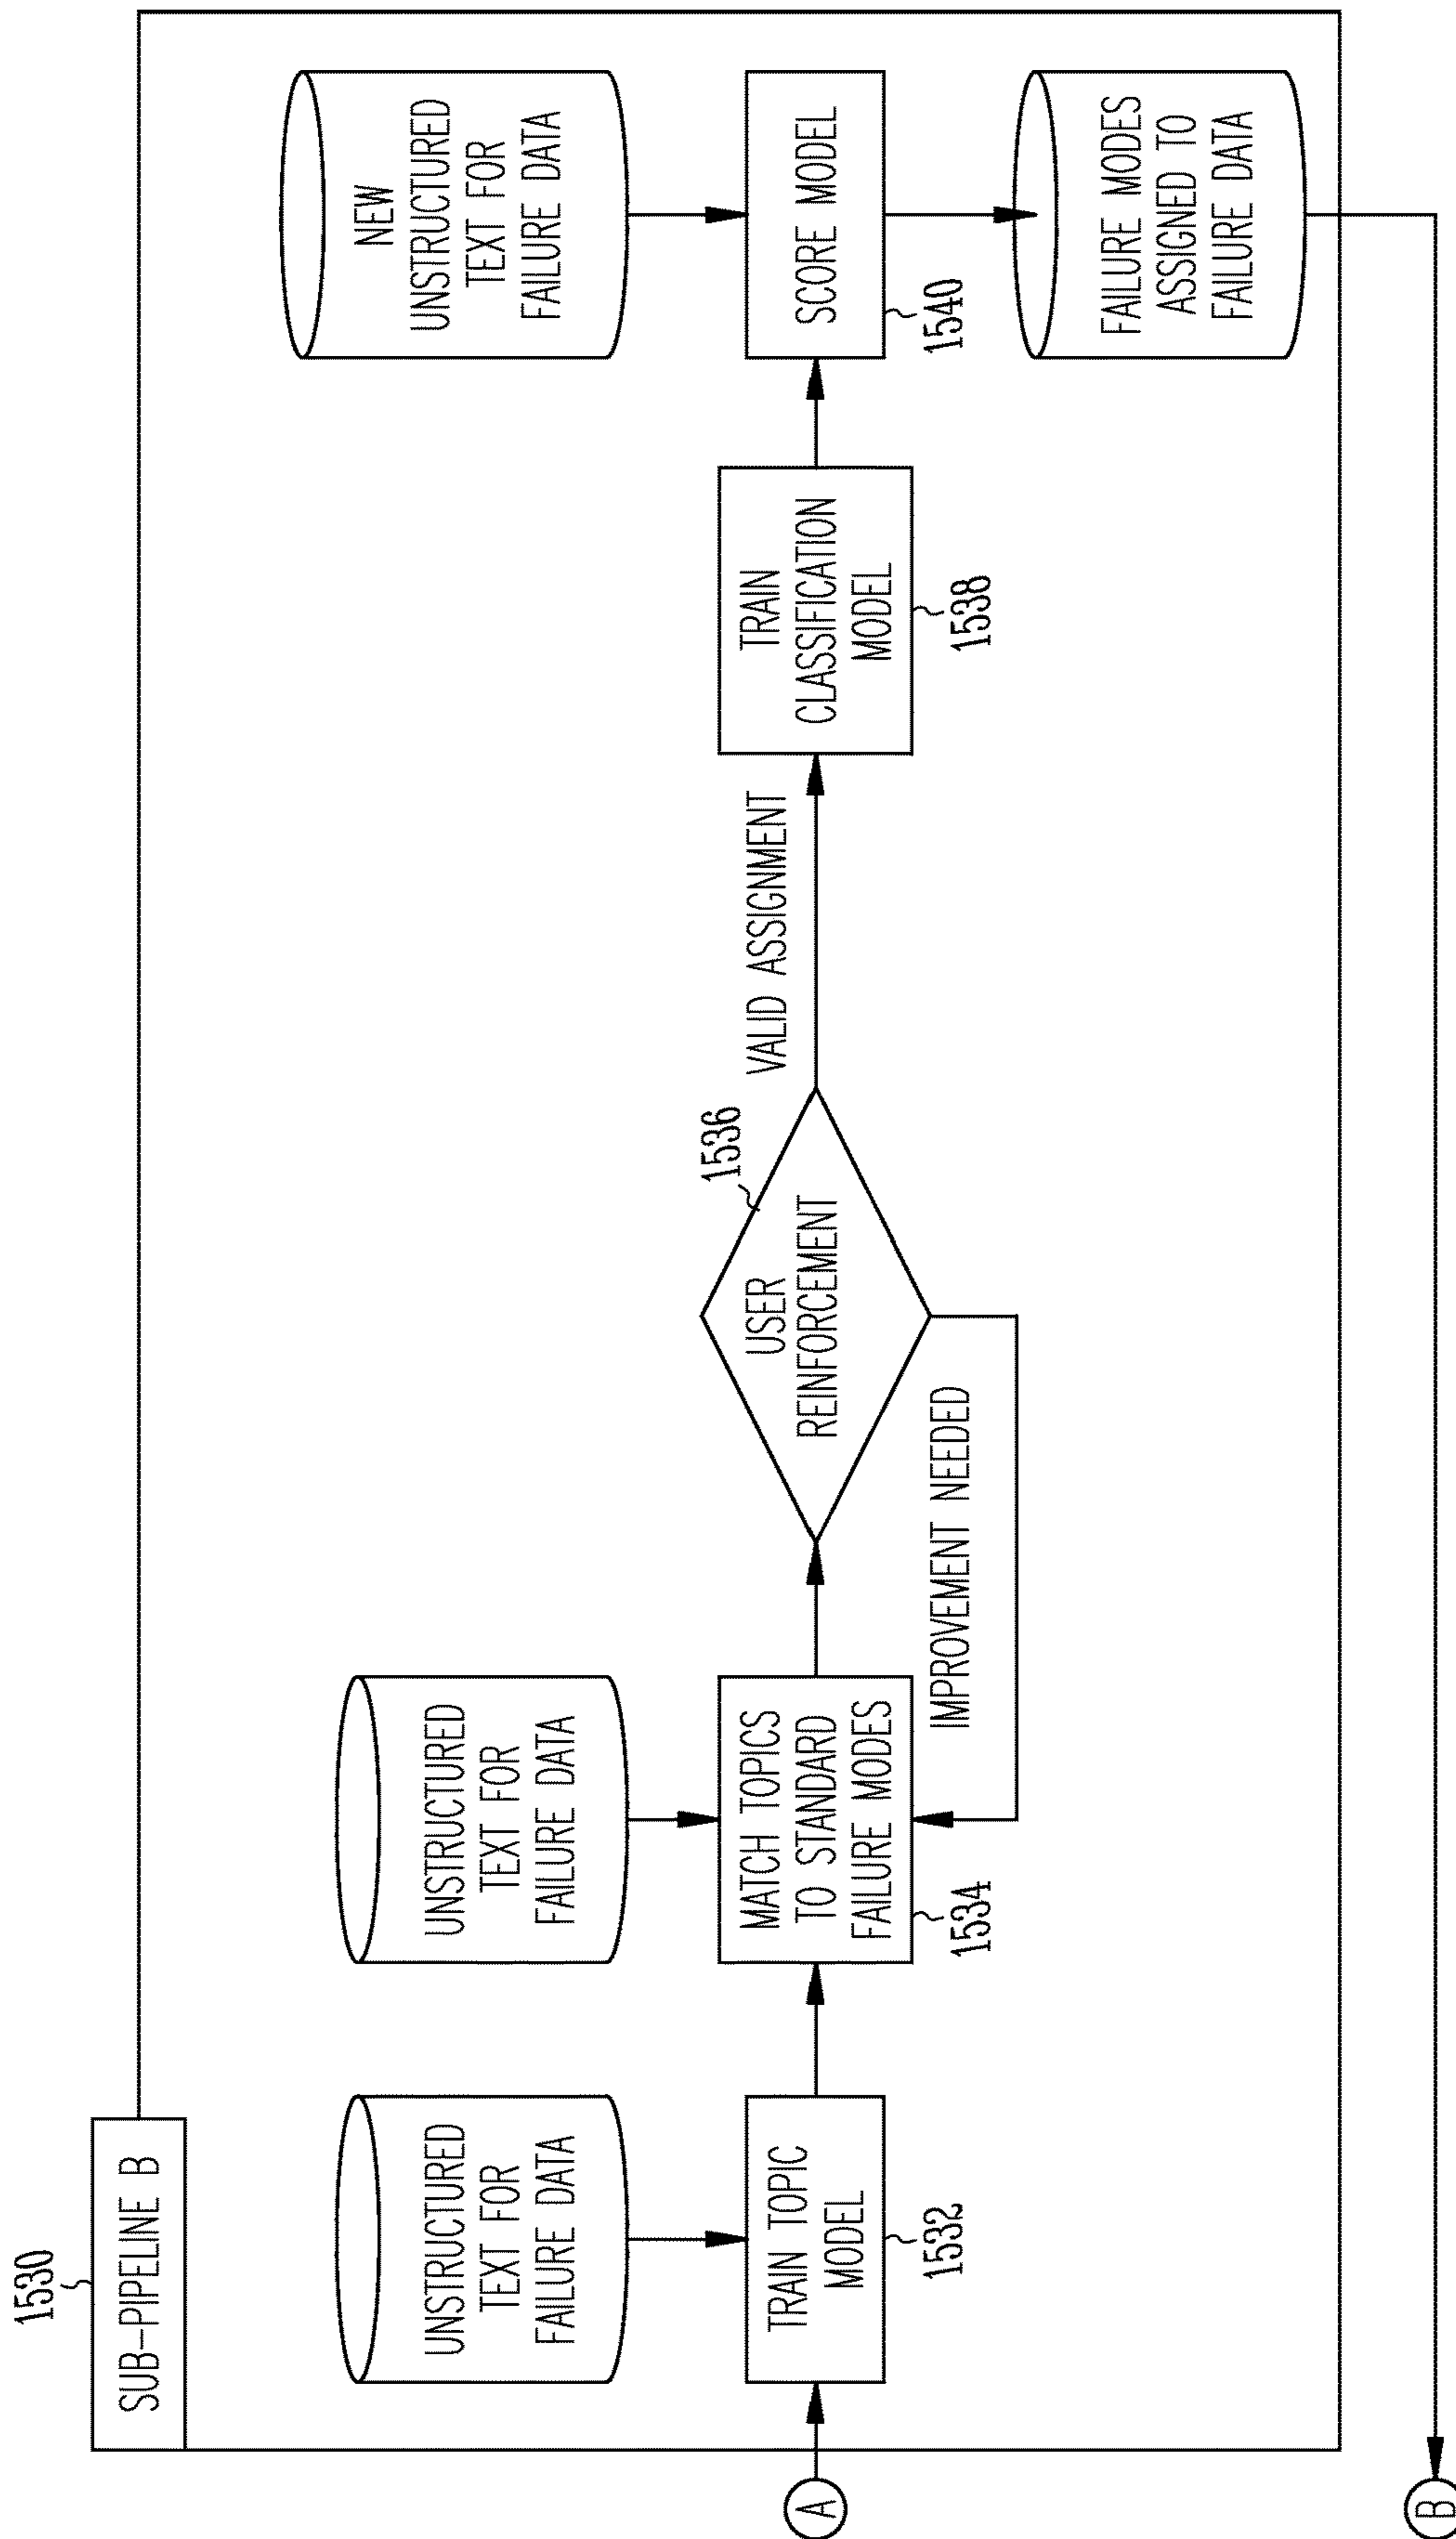 1530
SUB-PIPELINE B
UNSTRUCTURED
TEXT FOR
FAILURE DATA
UNSTRUCTURED
TEXT FOR
FAILURE DATA
NEW
UNSTRUCTURED
TEXT FOR
FAILURE DATA
A
TRAIN TOPIC
MODEL
1532
MATCH TOPICS
TO STANDARD
FAILURE MODES
1534
USER
REINFORCEMENT
1536
IMPROVEMENT NEEDED
VALID ASSIGNMENT
TRAIN
CLASSIFICATION
MODEL
1538
SCORE MODEL
1540
FAILURE MODES
ASSIGNED TO
FAILURE DATA
B